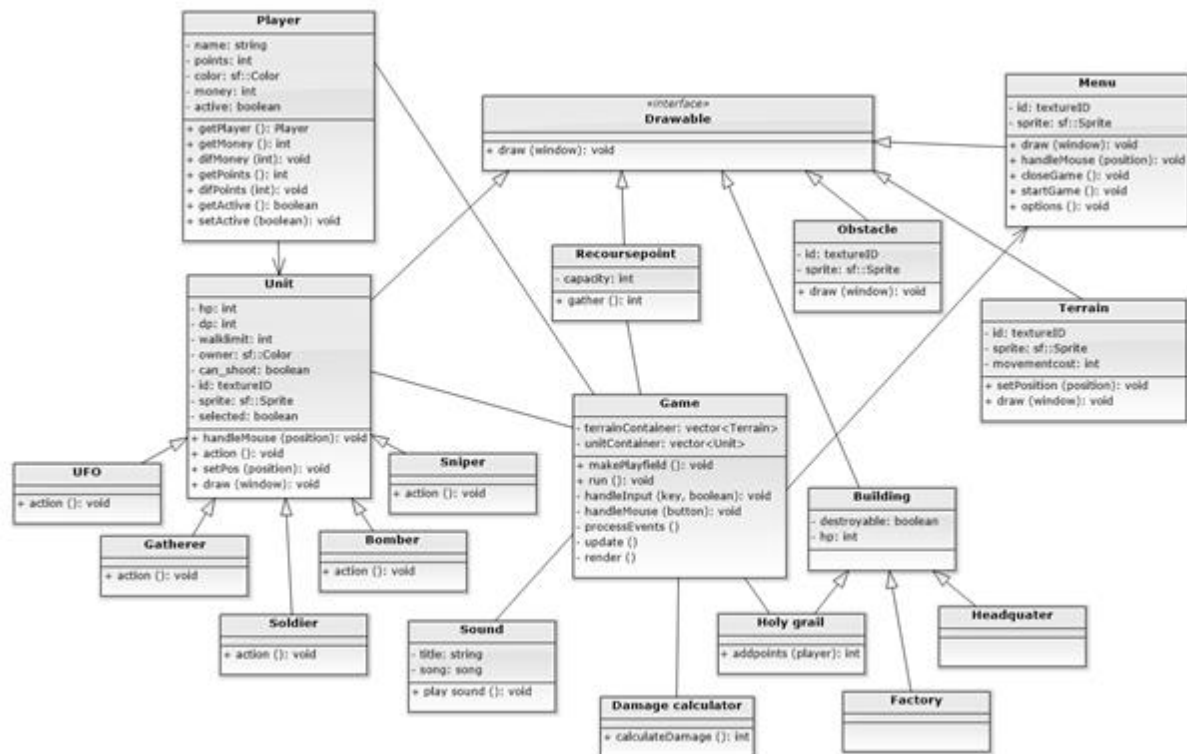 Player
- name: string
- points: int
- color: sf::Color
- money: int
- active: boolean
+ getPlayer (): Player
+ getMoney (): int
+ difMoney (int): void
+ getPoints (): int
+ difPoints (int): void
+ getActive (): boolean
+ setActive (boolean): void
«interface»
Drawable
+ draw (window): void
Menu
- id: textureID
- sprite: sf::Sprite
+ draw (window): void
+ handleMouse (position): void
+ closeGame (): void
+ startGame (): void
+ options (): void
Unit
- hp: int
- dp: int
- walklimit: int
- owner: sf::Color
- can_shoot: boolean
- id: textureID
- sprite: sf::Sprite
- selected: boolean
+ handleMouse (position): void
+ action (): void
+ setPos (position): void
+ draw (window): void
Recoursepoint
- capacity: int
+ gather (): int
Obstacle
- id: textureID
- sprite: sf::Sprite
+ draw (window): void
Terrain
- id: textureID
- sprite: sf::Sprite
- movementcost: int
+ setPosition (position): void
+ draw (window): void
Game
- terrainContainer: vector<Terrain>
- unitContainer: vector<Unit>
+ makePlayfield (): void
+ run (): void
- handleInput (key, boolean): void
- handleMouse (button): void
- processEvents ()
- update ()
- render ()
UFO
+ action (): void
Sniper
+ action (): void
Gatherer
+ action (): void
Bomber
+ action (): void
Soldier
+ action (): void
Building
- destroyable: boolean
- hp: int
Sound
- title: string
- song: song
+ play sound (): void
Holy grail
+ addpoints (player): int
Headquater
Damage calculator
+ calculateDamage (): int
Factory